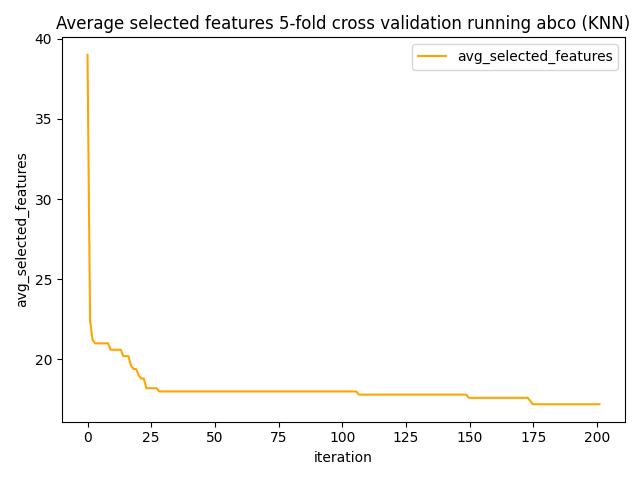 Average selected features 5-fold cross validation running abco (KNN)
40
35
30
25
20
avg_selected_features
avg_selected_features
0 25 50 75 100 125 150 175 200
iteration